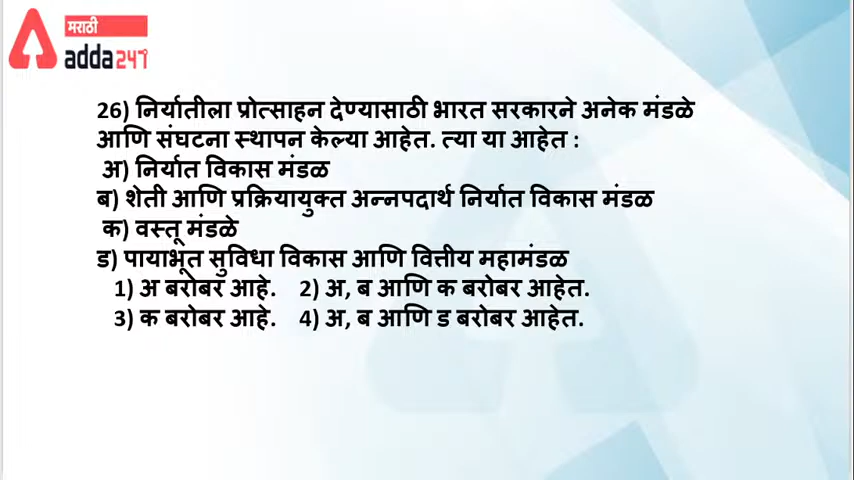 मराठी
adda247
26) निर्यातीला प्रोत्साहन देण्यासाठी भारत सरकारने अनेक मंडळे
आणि संघटना स्थापन केल्या आहेत. त्या या आहेत :
अ) निर्यात विकास मंडळ
ब) शेती आणि प्रक्रियायुक्त अन्नपदार्थ निर्यात विकास मंडळ
क) वस्तू मंडळे
ड) पायाभूत सुविधा विकास आणि वित्तीय महामंडळ
1) अ बरोबर आहे. 2) अ, ब आणि क बरोबर आहेत.
3) क बरोबर आहे. 4) अ, ब आणि ड बरोबर आहेत.